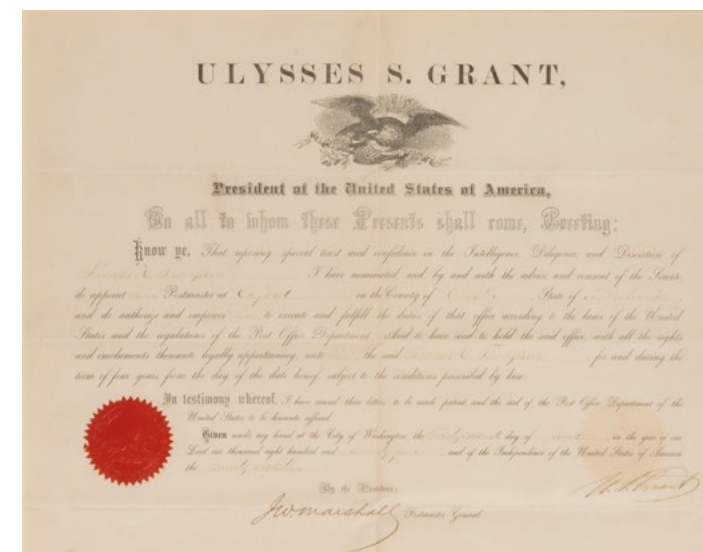 ULYSSES S. GRANT,
President of the United States of America,
To all to whom these Presents shall come, Greeting:
Know ye, That reposing special trust and confidence in the Intelligence, Diligence, and Discretion of
I have nominated, and, by and with the advice and consent of the Senate
do appoint Postmaster at in the County of State of
and do authorize and empower to execute and fulfill the duties of that office according to the laws of the United
States and the regulations of the Post Office Department And to have and to hold the said office, with all the rights
and emoluments thereunto legally appertaining, unto the said , for and during the
term of four years from the day of the date hereof subject to the conditions prescribed by law.
In testimony whereof, I have caused these letters to be made patent, and the seal of the Post Office Department of the
United States to be hereunto affixed.
Given under my hand at the City of Washington, the day of in the year of our
Lord one thousand eight hundred and and of the Independence of the United States of America
the
By the President:
U.S. Grant
J W Marshall Postmaster General.